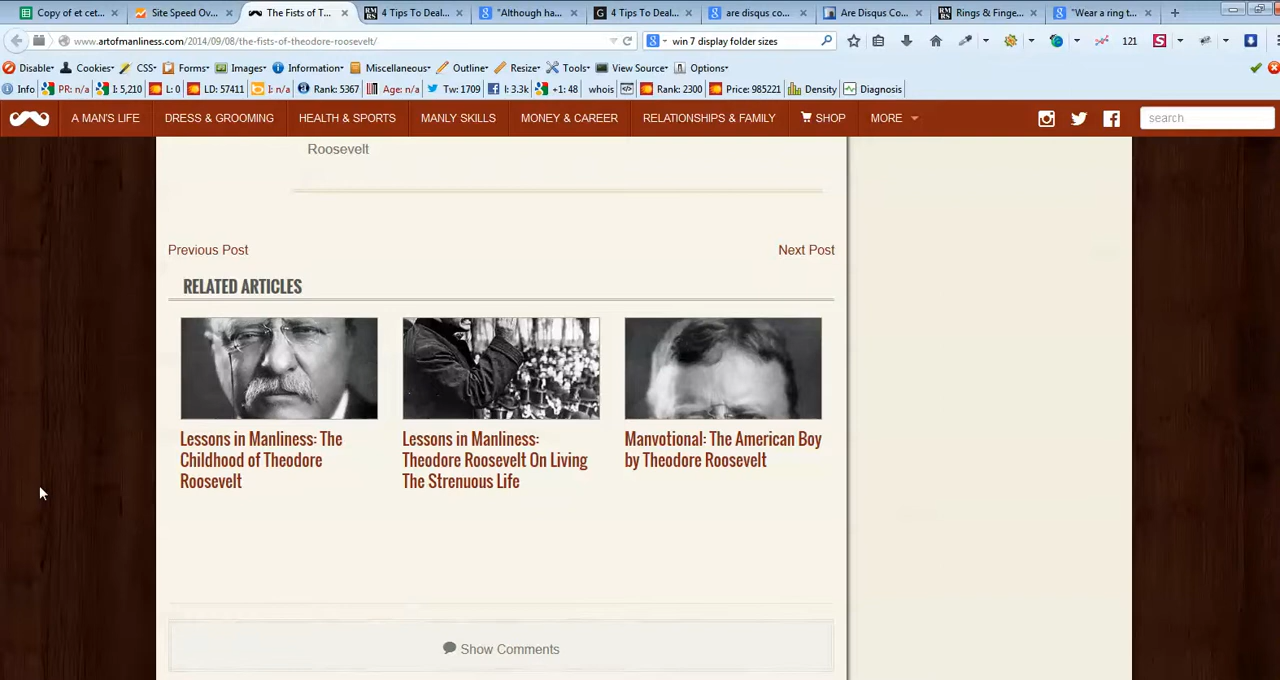 Copy of et cet... × Site Speed Ov... × The Fists of T... × 4 Tips To Deal... × "Although ha... × 4 Tips To Deal... × are disqus co... × Are Disqus Co... × Rings & Finge... × "Wear a ring t... × +
www.artofmanliness.com/2014/09/08/the-fists-of-theodore-roosevelt/ win 7 display folder sizes 121
Disable Cookies CSS Forms Images Information Miscellaneous Outline Resize Tools View Source Options
Info PR: n/a I: 5,210 L: 0 LD: 57411 I: n/a Rank: 5367 Age: n/a Tw: 1709 I: 3.3k +1: 48 whois Rank: 2300 Price: 985221 Density Diagnosis
A MAN'S LIFE DRESS & GROOMING HEALTH & SPORTS MANLY SKILLS MONEY & CAREER RELATIONSHIPS & FAMILY SHOP MORE search
Roosevelt
Previous Post Next Post
RELATED ARTICLES
Lessons in Manliness: The
Childhood of Theodore
Roosevelt
Lessons in Manliness:
Theodore Roosevelt On Living
The Strenuous Life
Manvotional: The American Boy
by Theodore Roosevelt
Show Comments